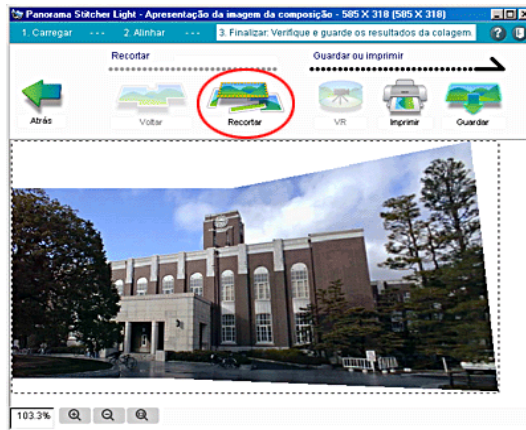 Panorama Stitcher Light - Apresentação da imagem da composição - 585 X 318 (585 X 318)
1. Carregar --- 2. Alinhar --- 3. Finalizar: Verifique e guarde os resultados da colagem.
Recortar Guardar ou imprimir
Atrás Voltar Recortar VR Imprimir Guardar
103.3%